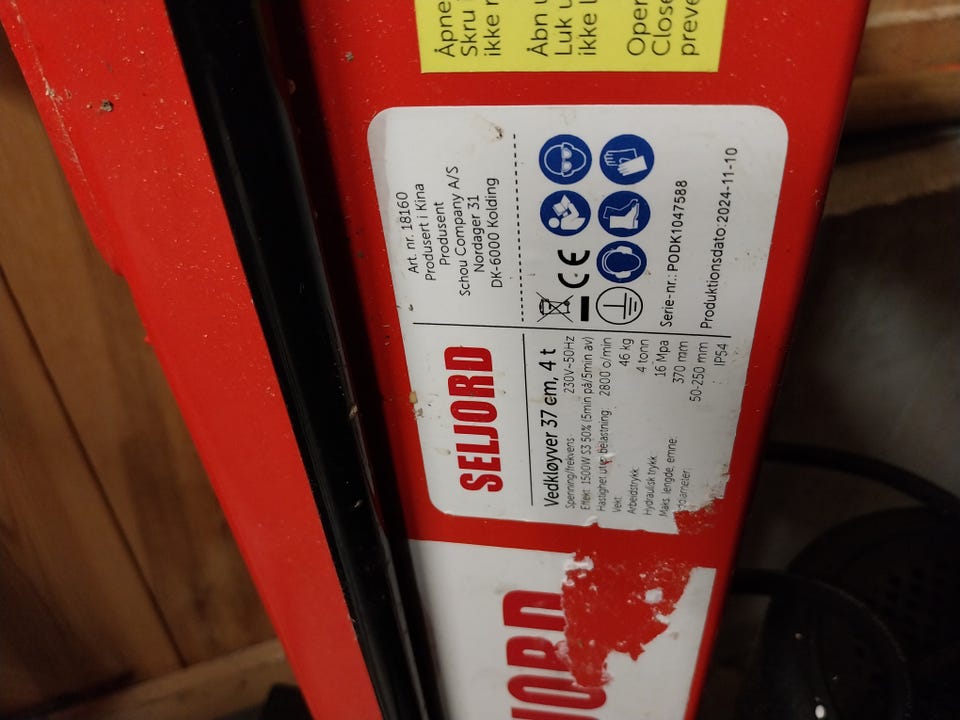 Åpne
Skru i
ikke r
Åbn u
Luk u
ikke l
Oper
Close
preve
Art. nr. 18160
Produsert i Kina
Produsent
Schou Company A/S
Nordager 31
DK-6000 Kolding
CE
Serie-nr.: PODK1047588
Produktionsdato: 2024-11-10
SELJORD
Vedkløyver 37 cm, 4 t
Spenning/frekvens: 230V~50Hz
Effekt: 1500W S3 50% (5min på/5min av)
Hastighet uten belastning: 2800 o/min
Vekt: 46 kg
Arbeidstrykk 4 tonn
Hydraulisk trykk 16 Mpa
Maks. lengde, emne: 370 mm
diameter: 50-250 mm
IP54
JORD